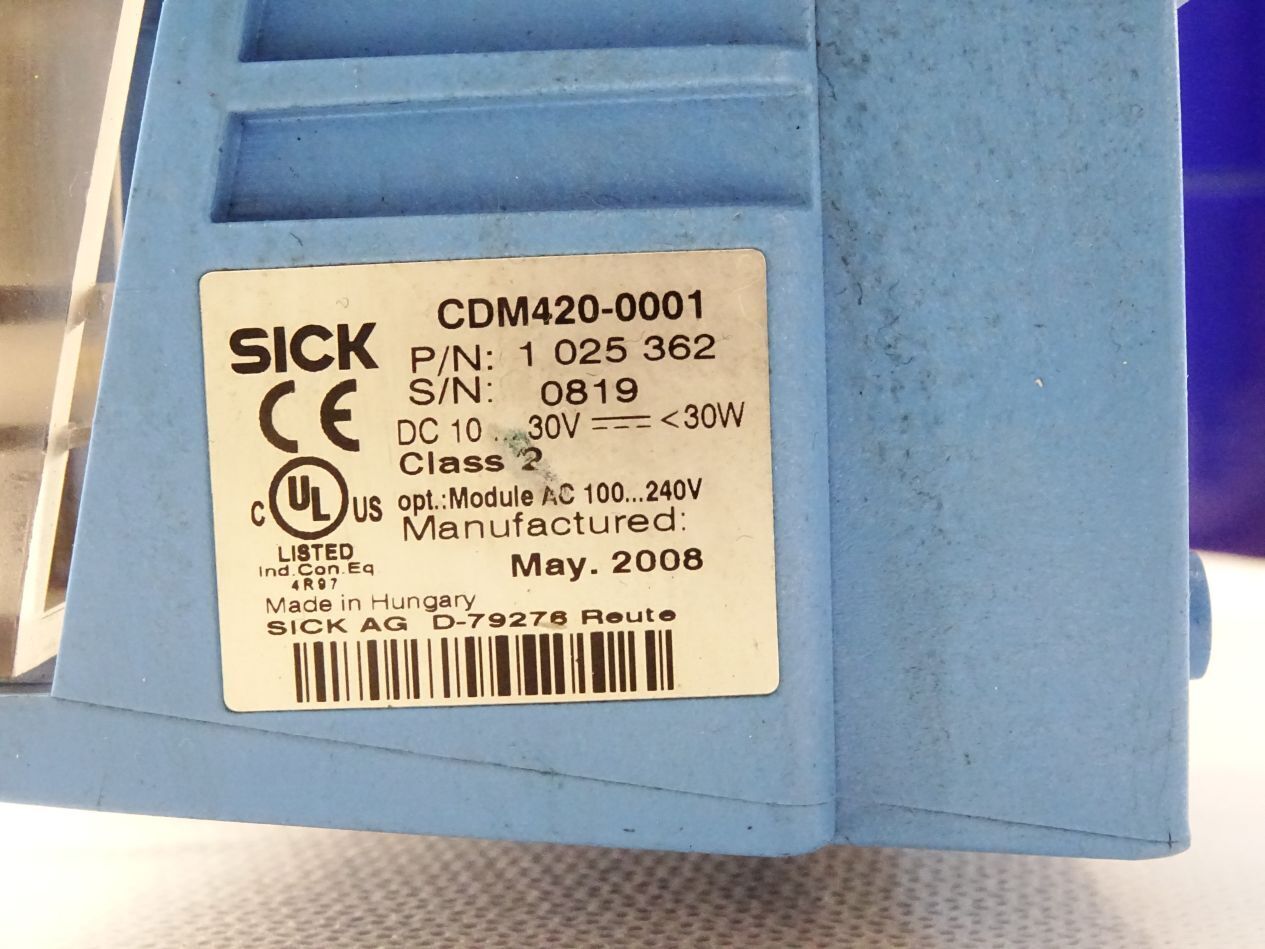 CDM420-0001
SICK
P/N: 1 025 362
S/N: 0819
CE
DC 10 ... 30V ⎓ <30W
Class 2
C UL US
opt.:Module AC 100...240V
Manufactured:
May. 2008
LISTED
Ind.Con.Eq
4R97
Made in Hungary
SICK AG D-79276 Reute